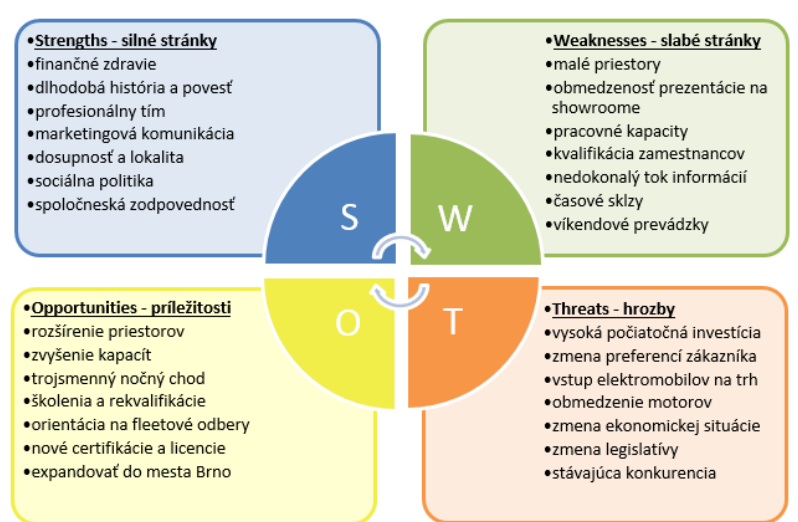 •Strengths - silné stránky
•finančné zdravie
•dlhodobá história a povesť
•profesionálny tím
•marketingová komunikácia
•dosupnosť a lokalita
•sociálna politika
•spoločneská zodpovednosť
•Weaknesses - slabé stránky
•malé priestory
•obmedzenosť prezentácie na
showroome
•pracovné kapacity
•kvalifikácia zamestnancov
•nedokonalý tok informácií
•časové sklzy
•víkendové prevádzky
S
W
O
T
•Opportunities - príležitosti
•rozšírenie priestorov
•zvyšenie kapacít
•trojsmenný nočný chod
•školenia a rekvalifikácie
•orientácia na fleetové odbery
•nové certifikácie a licencie
•expandovať do mesta Brno
•Threats - hrozby
•vysoká počiatočná investícia
•zmena preferencí zákazníka
•vstup elektromobilov na trh
•obmedzenie motorov
•zmena ekonomickej situácie
•zmena legislatívy
•stávajúca konkurencia